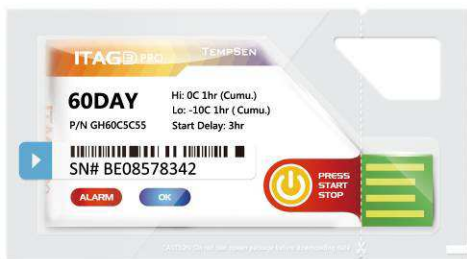 ITAG3 PRO TEMPSEN
60DAY
Hi: 0C 1hr (Cumu.)
Lo: -10C 1hr (Cumu.)
P/N GH60C5C55
Start Delay: 3hr
SN# BE08578342
ALARM
OK
PRESS
START
STOP